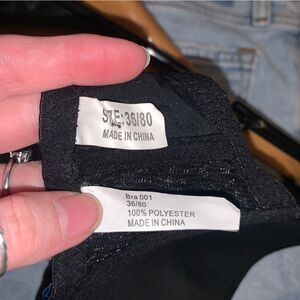 SIZE:36/80
MADE IN CHINA
Bra 001
36/80
100% POLYESTER
MADE IN CHINA